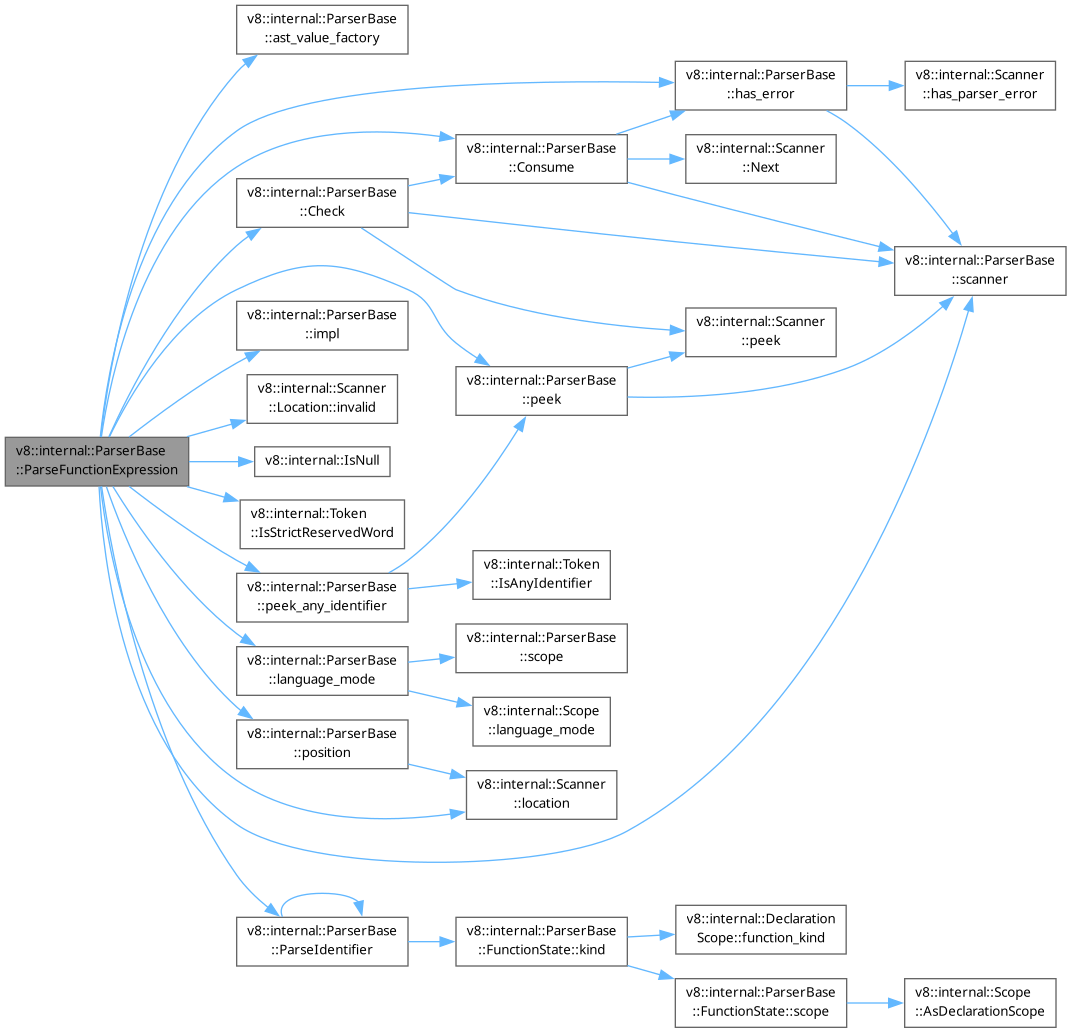 v8::internal::ParserBase
::ast_value_factory
v8::internal::ParserBase
::has_error
v8::internal::Scanner
::has_parser_error
v8::internal::ParserBase
::Consume
v8::internal::Scanner
::Next
v8::internal::ParserBase
::Check
v8::internal::ParserBase
::scanner
v8::internal::ParserBase
::impl
v8::internal::Scanner
::peek
v8::internal::Scanner
::Location::invalid
v8::internal::ParserBase
::peek
v8::internal::ParserBase
::ParseFunctionExpression
v8::internal::IsNull
v8::internal::Token
::IsStrictReservedWord
v8::internal::ParserBase
::peek_any_identifier
v8::internal::Token
::IsAnyIdentifier
v8::internal::ParserBase
::language_mode
v8::internal::ParserBase
::scope
v8::internal::Scope
::language_mode
v8::internal::ParserBase
::position
v8::internal::Scanner
::location
v8::internal::ParserBase
::ParseIdentifier
v8::internal::ParserBase
::FunctionState::kind
v8::internal::Declaration
Scope::function_kind
v8::internal::ParserBase
::FunctionState::scope
v8::internal::Scope
::AsDeclarationScope